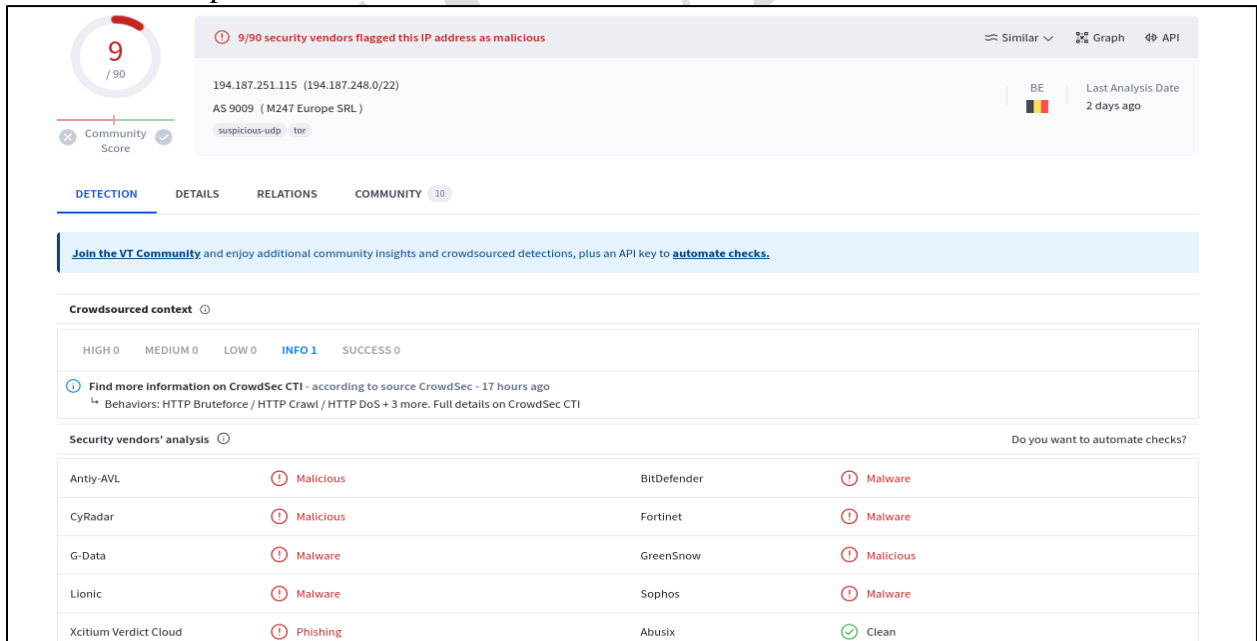 9
/ 90
Community
Score
9/90 security vendors flagged this IP address as malicious
Similar
Graph
API
194.187.251.115 (194.187.248.0/22)
AS 9009 ( M247 Europe SRL )
suspicious-udp
tor
BE
Last Analysis Date
2 days ago
DETECTION
DETAILS
RELATIONS
COMMUNITY 10
Join the VT Community and enjoy additional community insights and crowdsourced detections, plus an API key to automate checks.
Crowdsourced context
HIGH 0
MEDIUM 0
LOW 0
INFO 1
SUCCESS 0
Find more information on CrowdSec CTI - according to source CrowdSec - 17 hours ago
Behaviors: HTTP Bruteforce / HTTP Crawl / HTTP DoS + 3 more. Full details on CrowdSec CTI
Security vendors' analysis
Do you want to automate checks?
Antiy-AVL Malicious BitDefender Malware
CyRadar Malicious Fortinet Malware
G-Data Malware GreenSnow Malicious
Lionic Malware Sophos Malware
Xcitium Verdict Cloud Phishing Abusix Clean